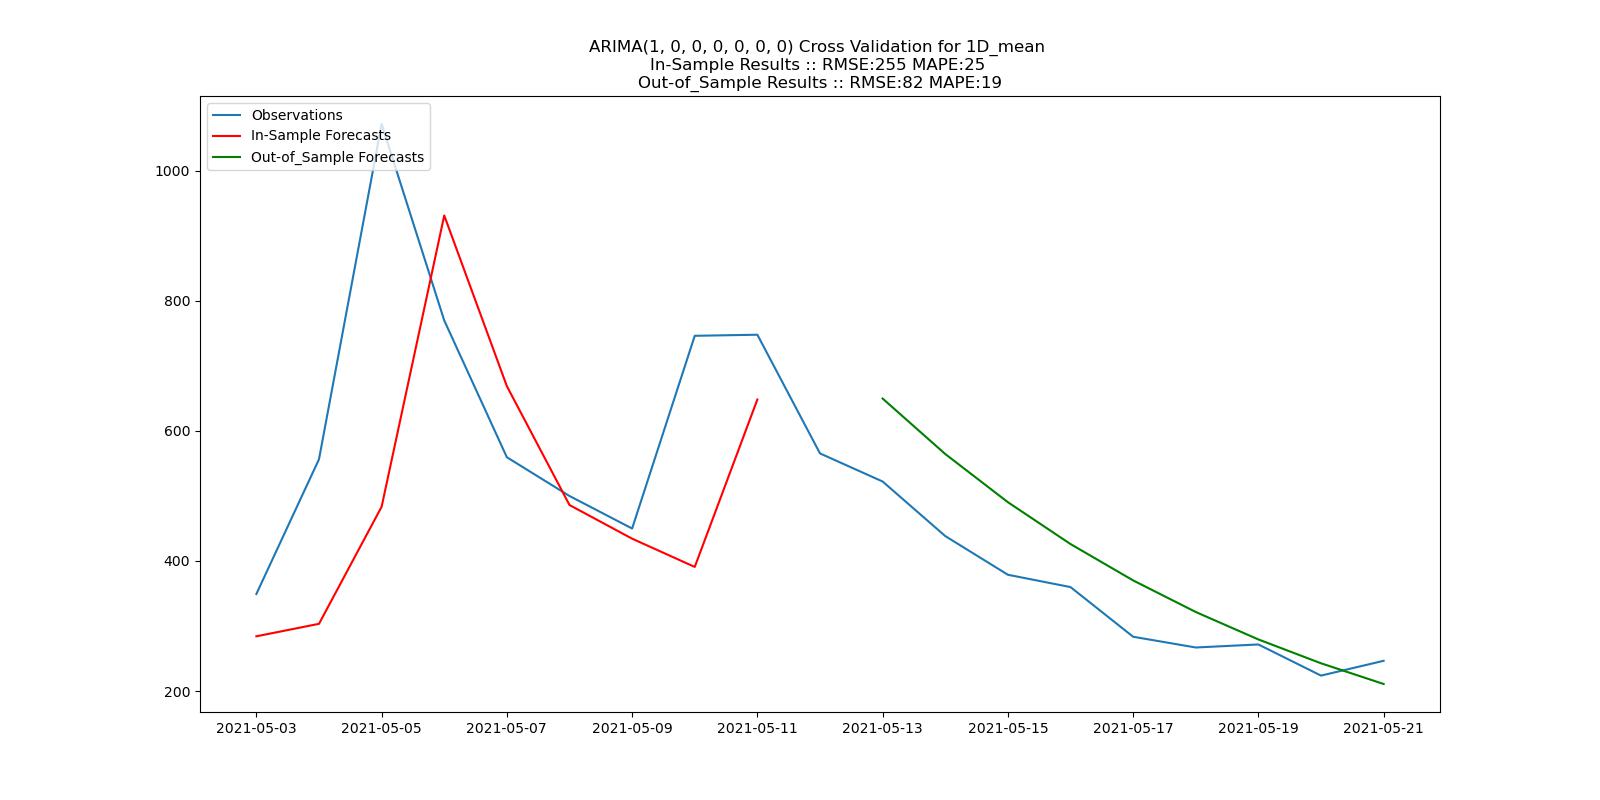 ARIMA(1, 0, 0, 0, 0, 0, 0) Cross Validation for 1D_mean
In-Sample Results :: RMSE:255 MAPE:25
Out-of_Sample Results :: RMSE:82 MAPE:19
Observations
In-Sample Forecasts
Out-of_Sample Forecasts
1000
800
600
400
200
2021-05-03 2021-05-05 2021-05-07 2021-05-09 2021-05-11 2021-05-13 2021-05-15 2021-05-17 2021-05-19 2021-05-21